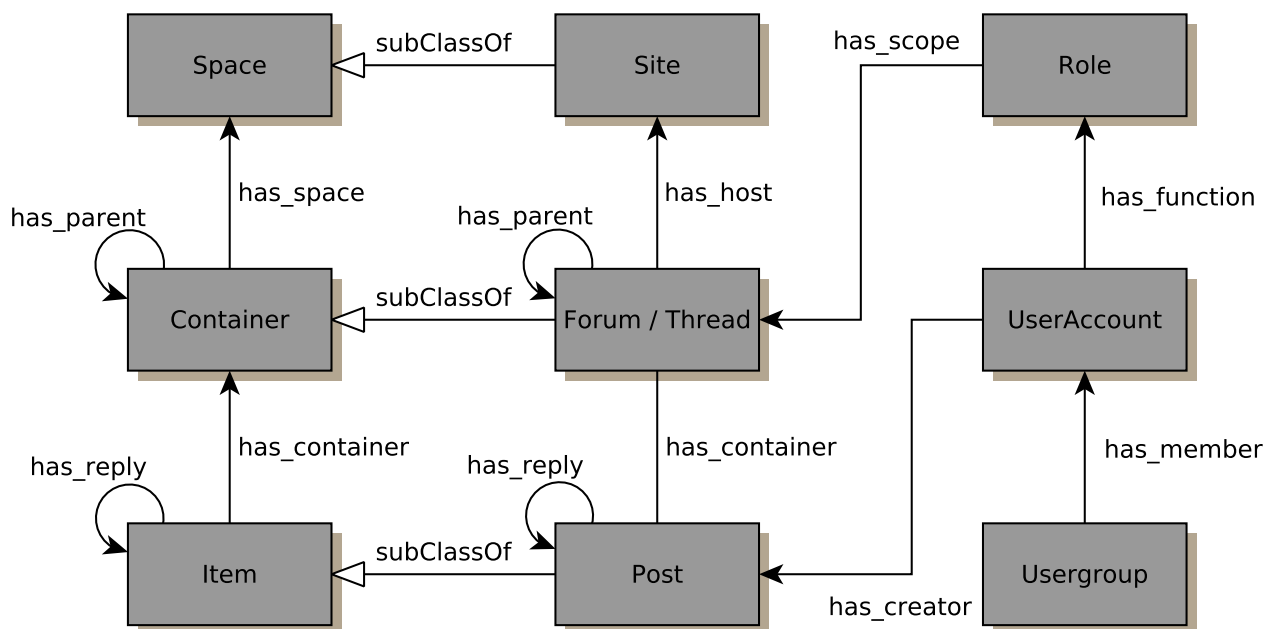 subClassOf
has_scope
Space
Site
Role
has_space
has_host
has_function
has_parent
has_parent
subClassOf
Container
Forum / Thread
UserAccount
has_container
has_container
has_member
has_reply
has_reply
subClassOf
Item
Post
Usergroup
has_creator